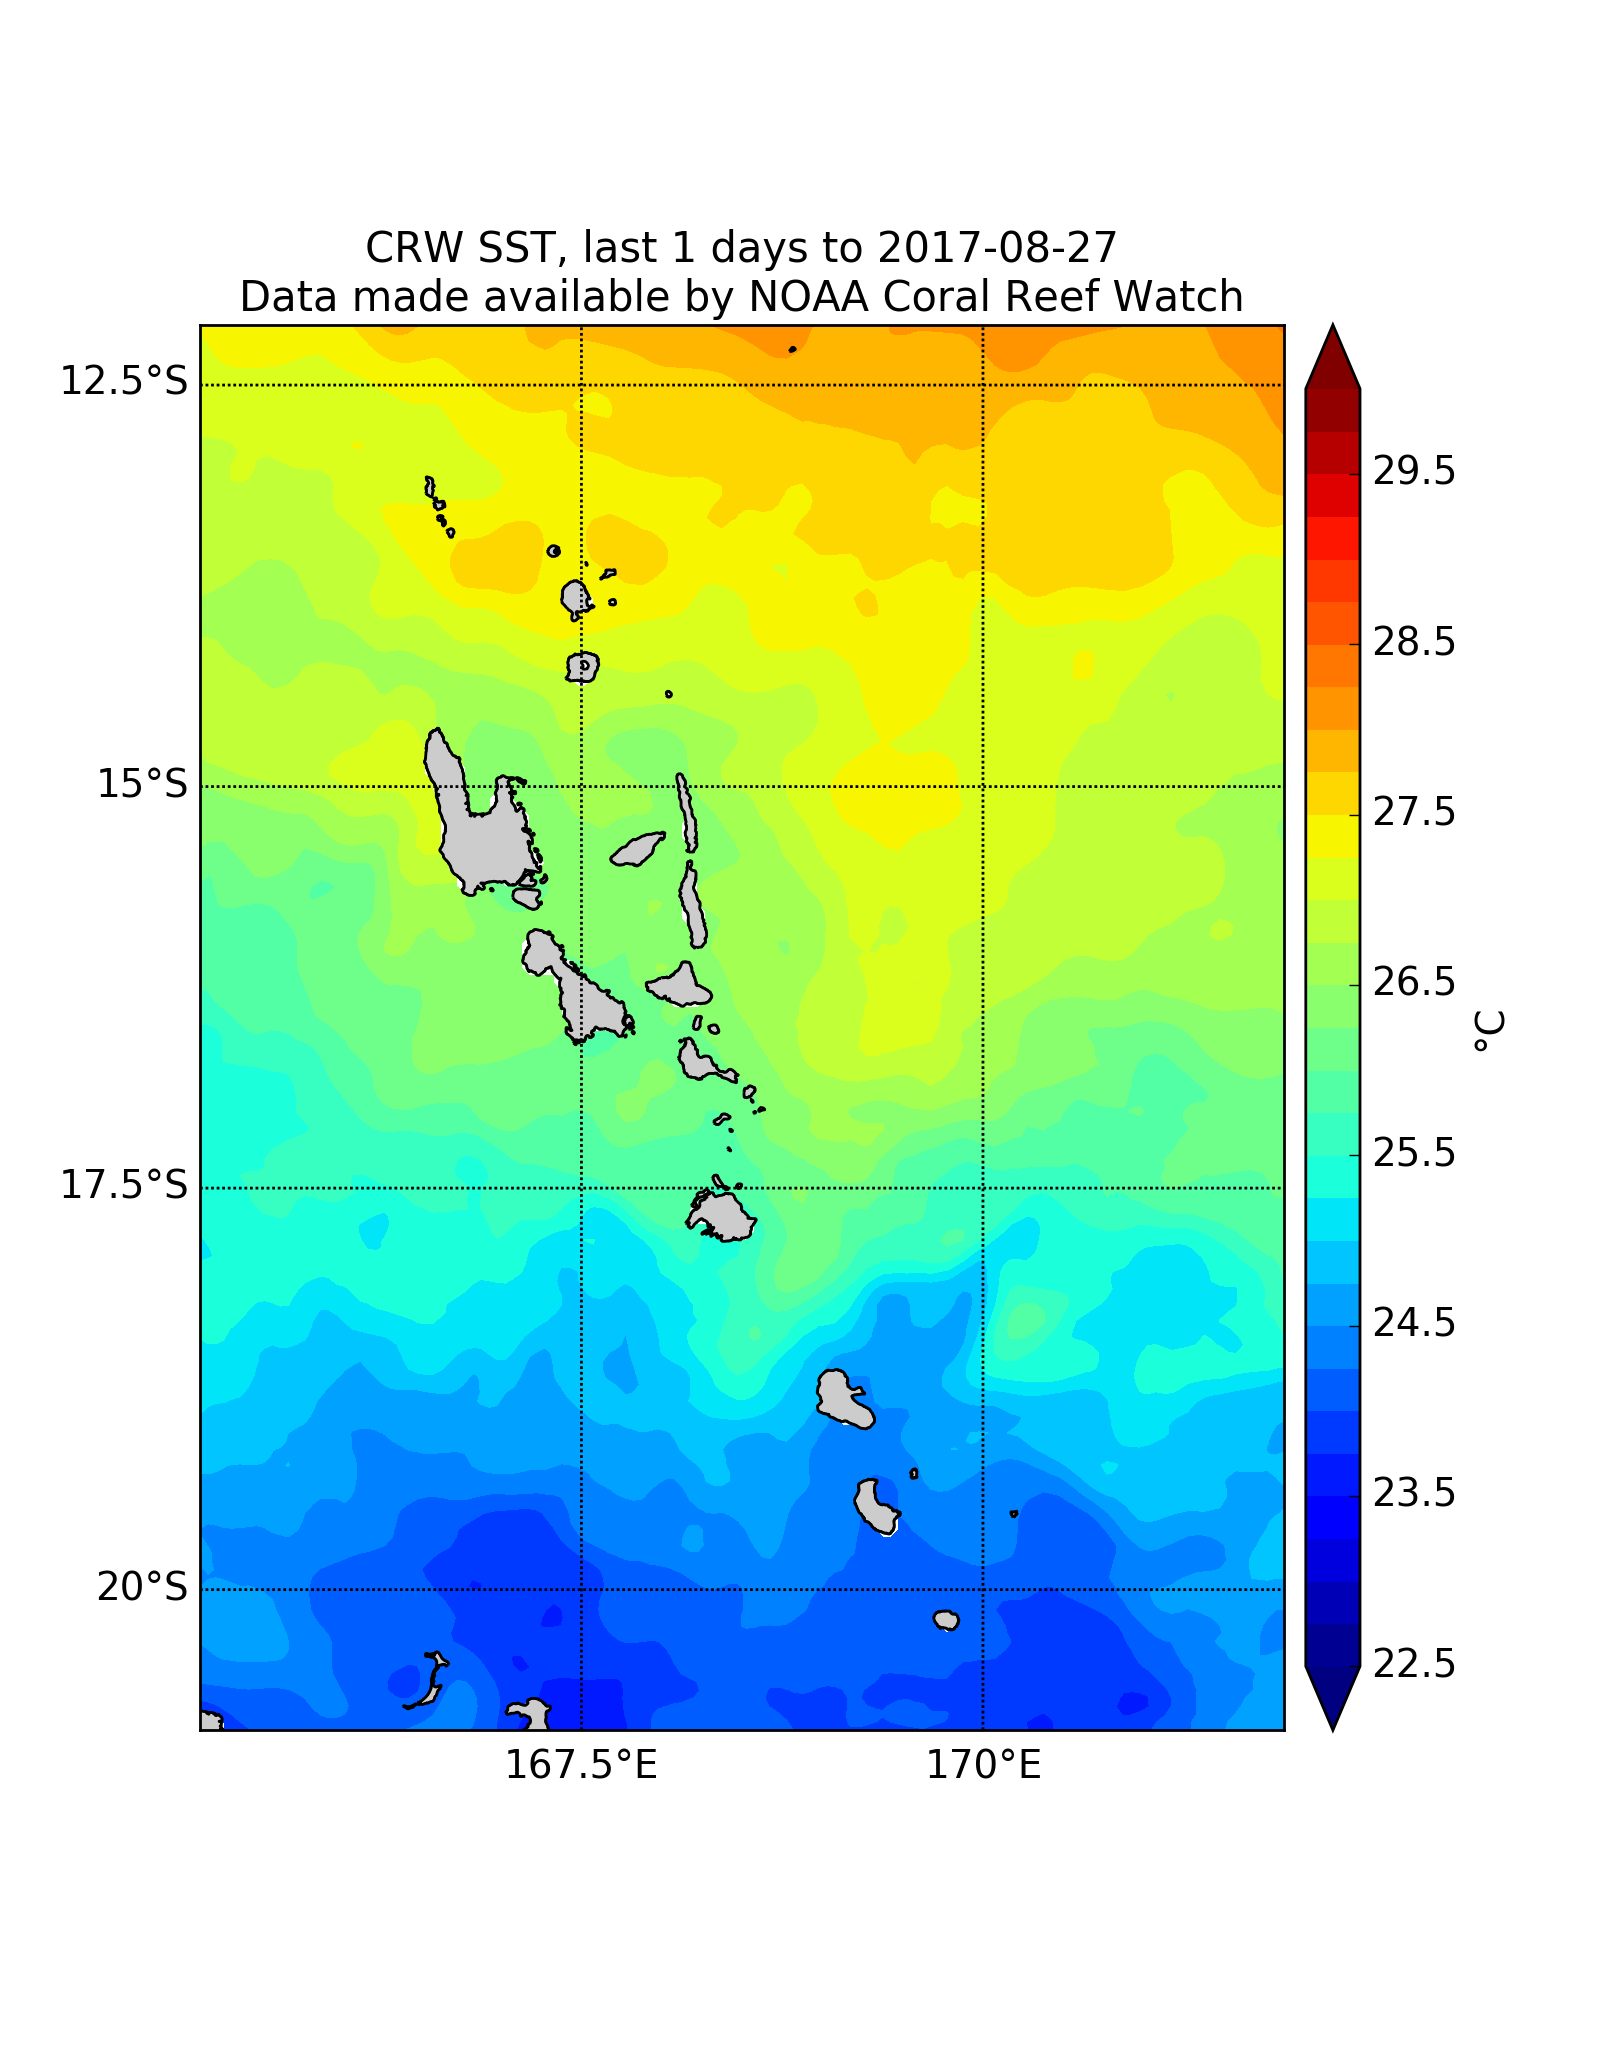 CRW SST, last 1 days to 2017-08-27
Data made available by NOAA Coral Reef Watch
12.5°S
15°S
17.5°S
20°S
167.5°E
170°E
29.5
28.5
27.5
26.5
25.5
24.5
23.5
22.5
°C